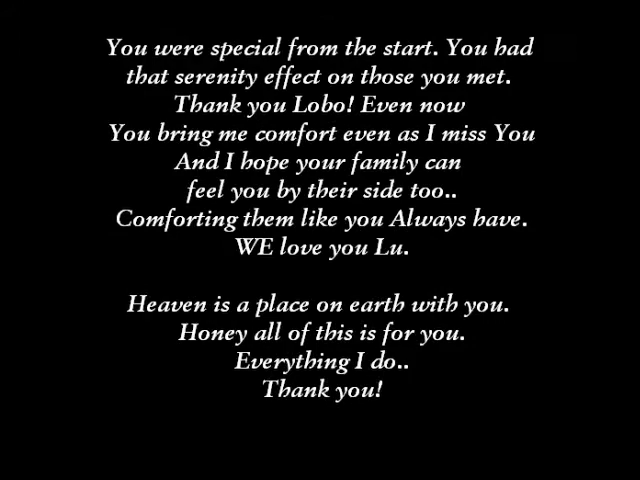 You were special from the start. You had
that serenity effect on those you met.
Thank you Lobo! Even now
You bring me comfort even as I miss You
And I hope your family can
feel you by their side too..
Comforting them like you Always have.
WE love you Lu.
Heaven is a place on earth with you.
Honey all of this is for you.
Everything I do..
Thank you!